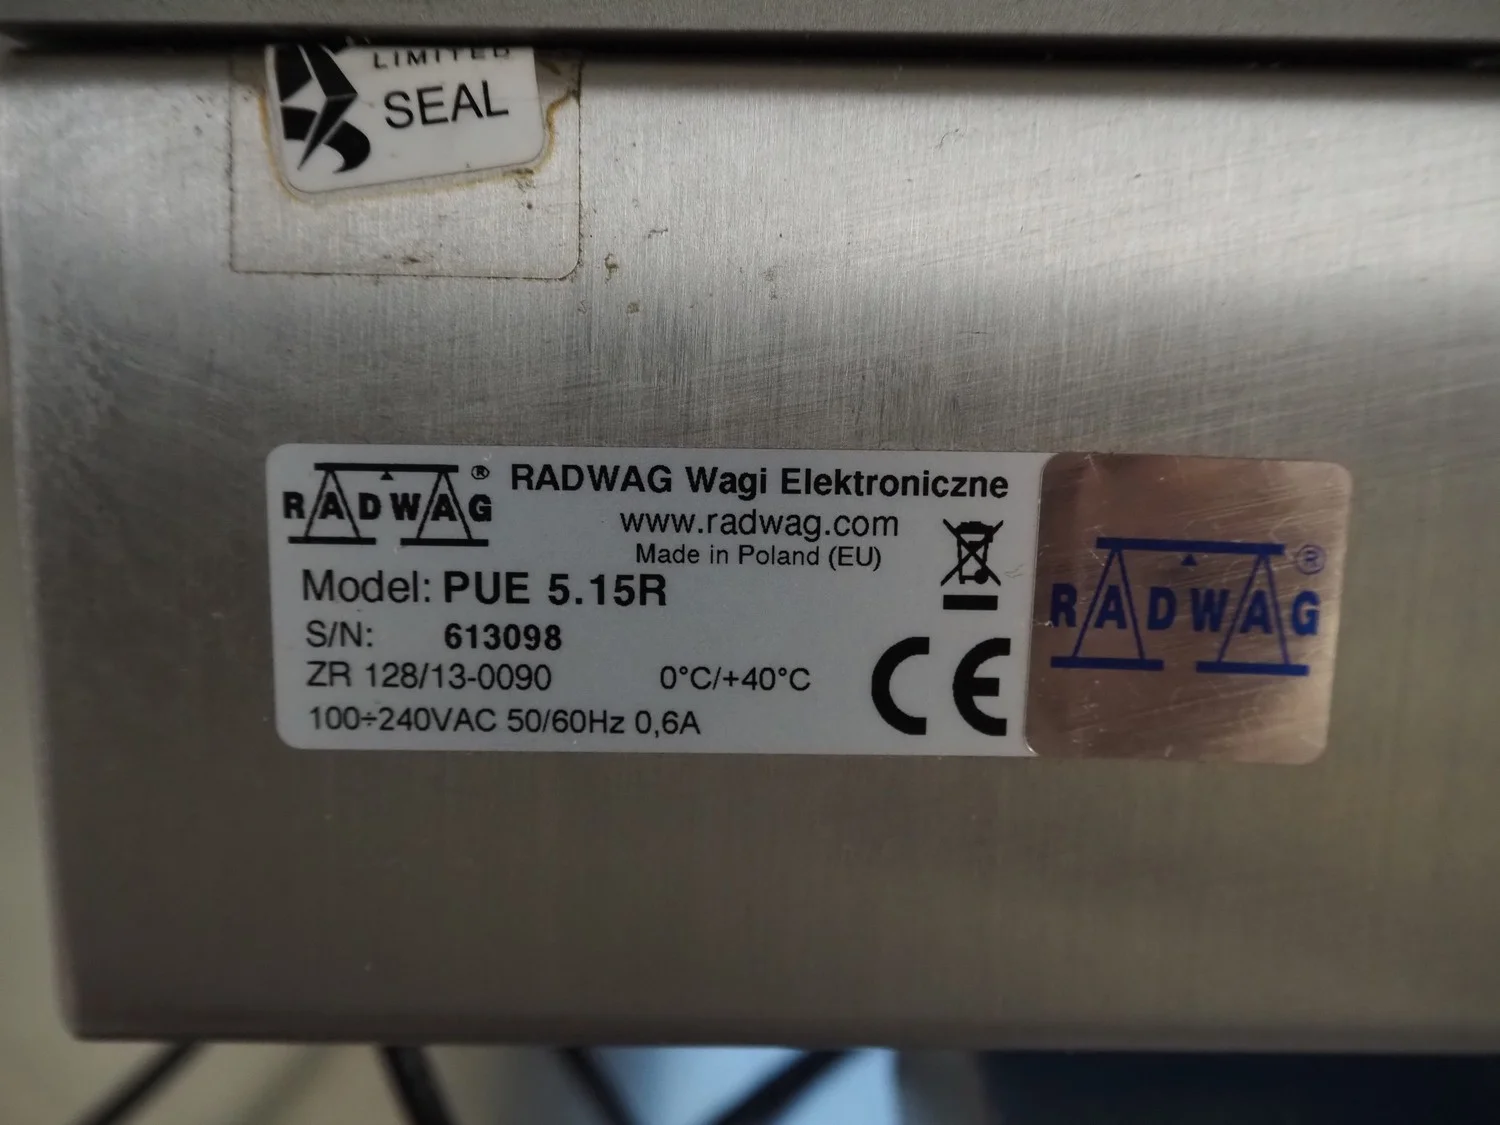 LIMITED
SEAL
RADWAG®
RADWAG Wagi Elektroniczne
www.radwag.com
Made in Poland (EU)
Model: PUE 5.15R
S/N: 613098
ZR 128/13-0090 0°C/+40°C
100÷240VAC 50/60Hz 0,6A
CE
RADWAG®